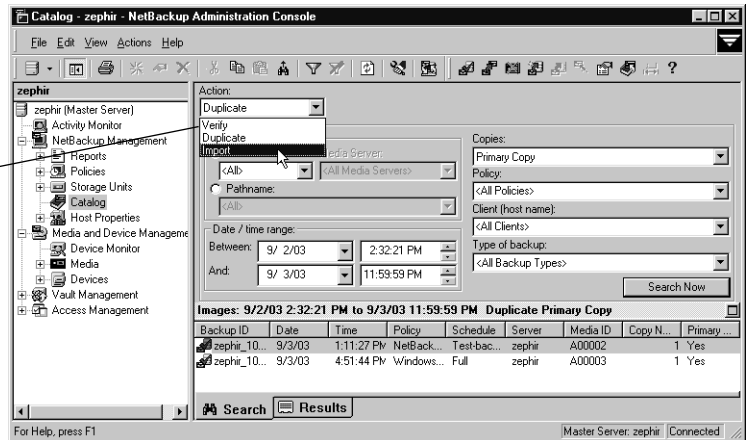 Catalog - zephir - NetBackup Administration Console
File Edit View Actions Help
zephir
zephir (Master Server)
Activity Monitor
NetBackup Management
Reports
Policies
Storage Units
Catalog
Host Properties
Media and Device Manageme
Device Monitor
Media
Devices
Vault Management
Access Management
Action:
Duplicate
Verify
Duplicate
Import
Media Server:
<All>
<All Media Servers>
Pathname:
<All>
Date / time range:
Between: 9/ 2/03 2:32:21 PM
And: 9/ 3/03 11:59:59 PM
Copies:
Primary Copy
Policy:
<All Policies>
Client (host name):
<All Clients>
Type of backup:
<All Backup Types>
Search Now
Images: 9/2/03 2:32:21 PM to 9/3/03 11:59:59 PM Duplicate Primary Copy
Backup ID Date Time Policy Schedule Server Media ID Copy N... Primary ...
zephir_10... 9/3/03 1:11:27 PM NetBack... Test-bac... zephir A00002 1 Yes
zephir_10... 9/3/03 4:51:44 PM Windows... Full zephir A00003 1 Yes
Search Results
For Help, press F1
Master Server: zephir Connected